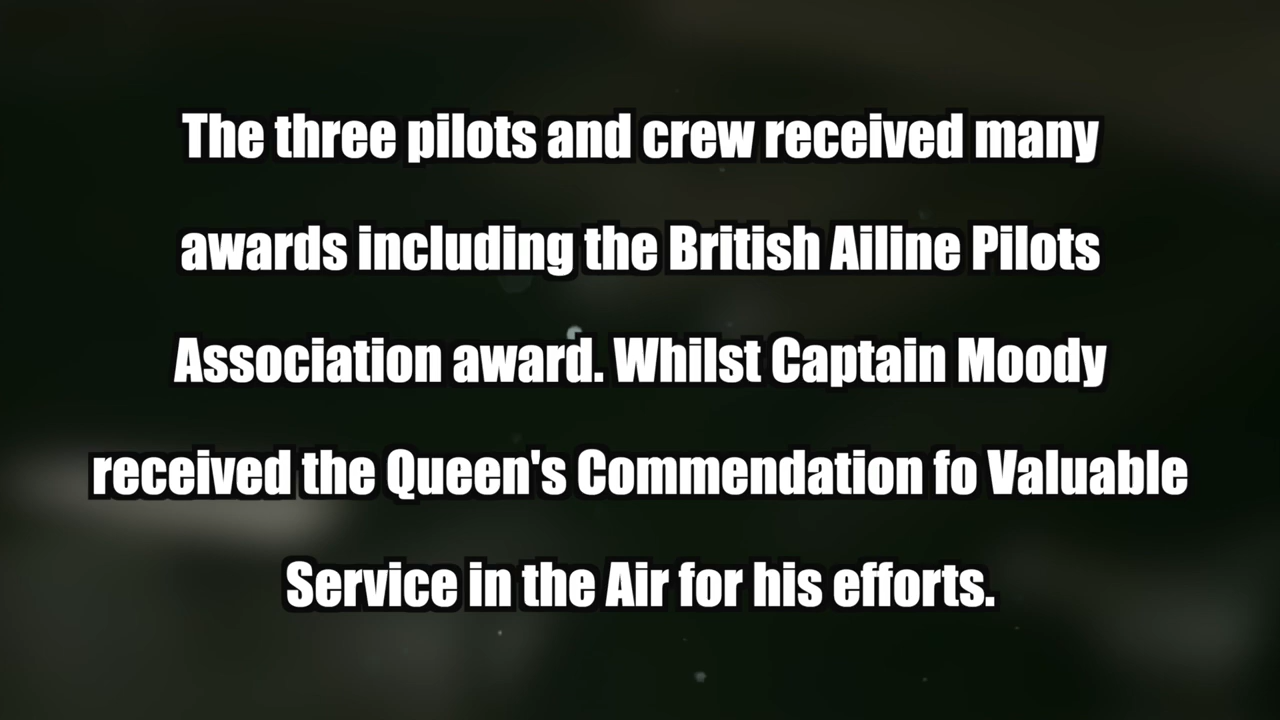 The three pilots and crew received many
awards including the British Ailine Pilots
Association award. Whilst Captain Moody
received the Queen's Commendation fo Valuable
Service in the Air for his efforts.